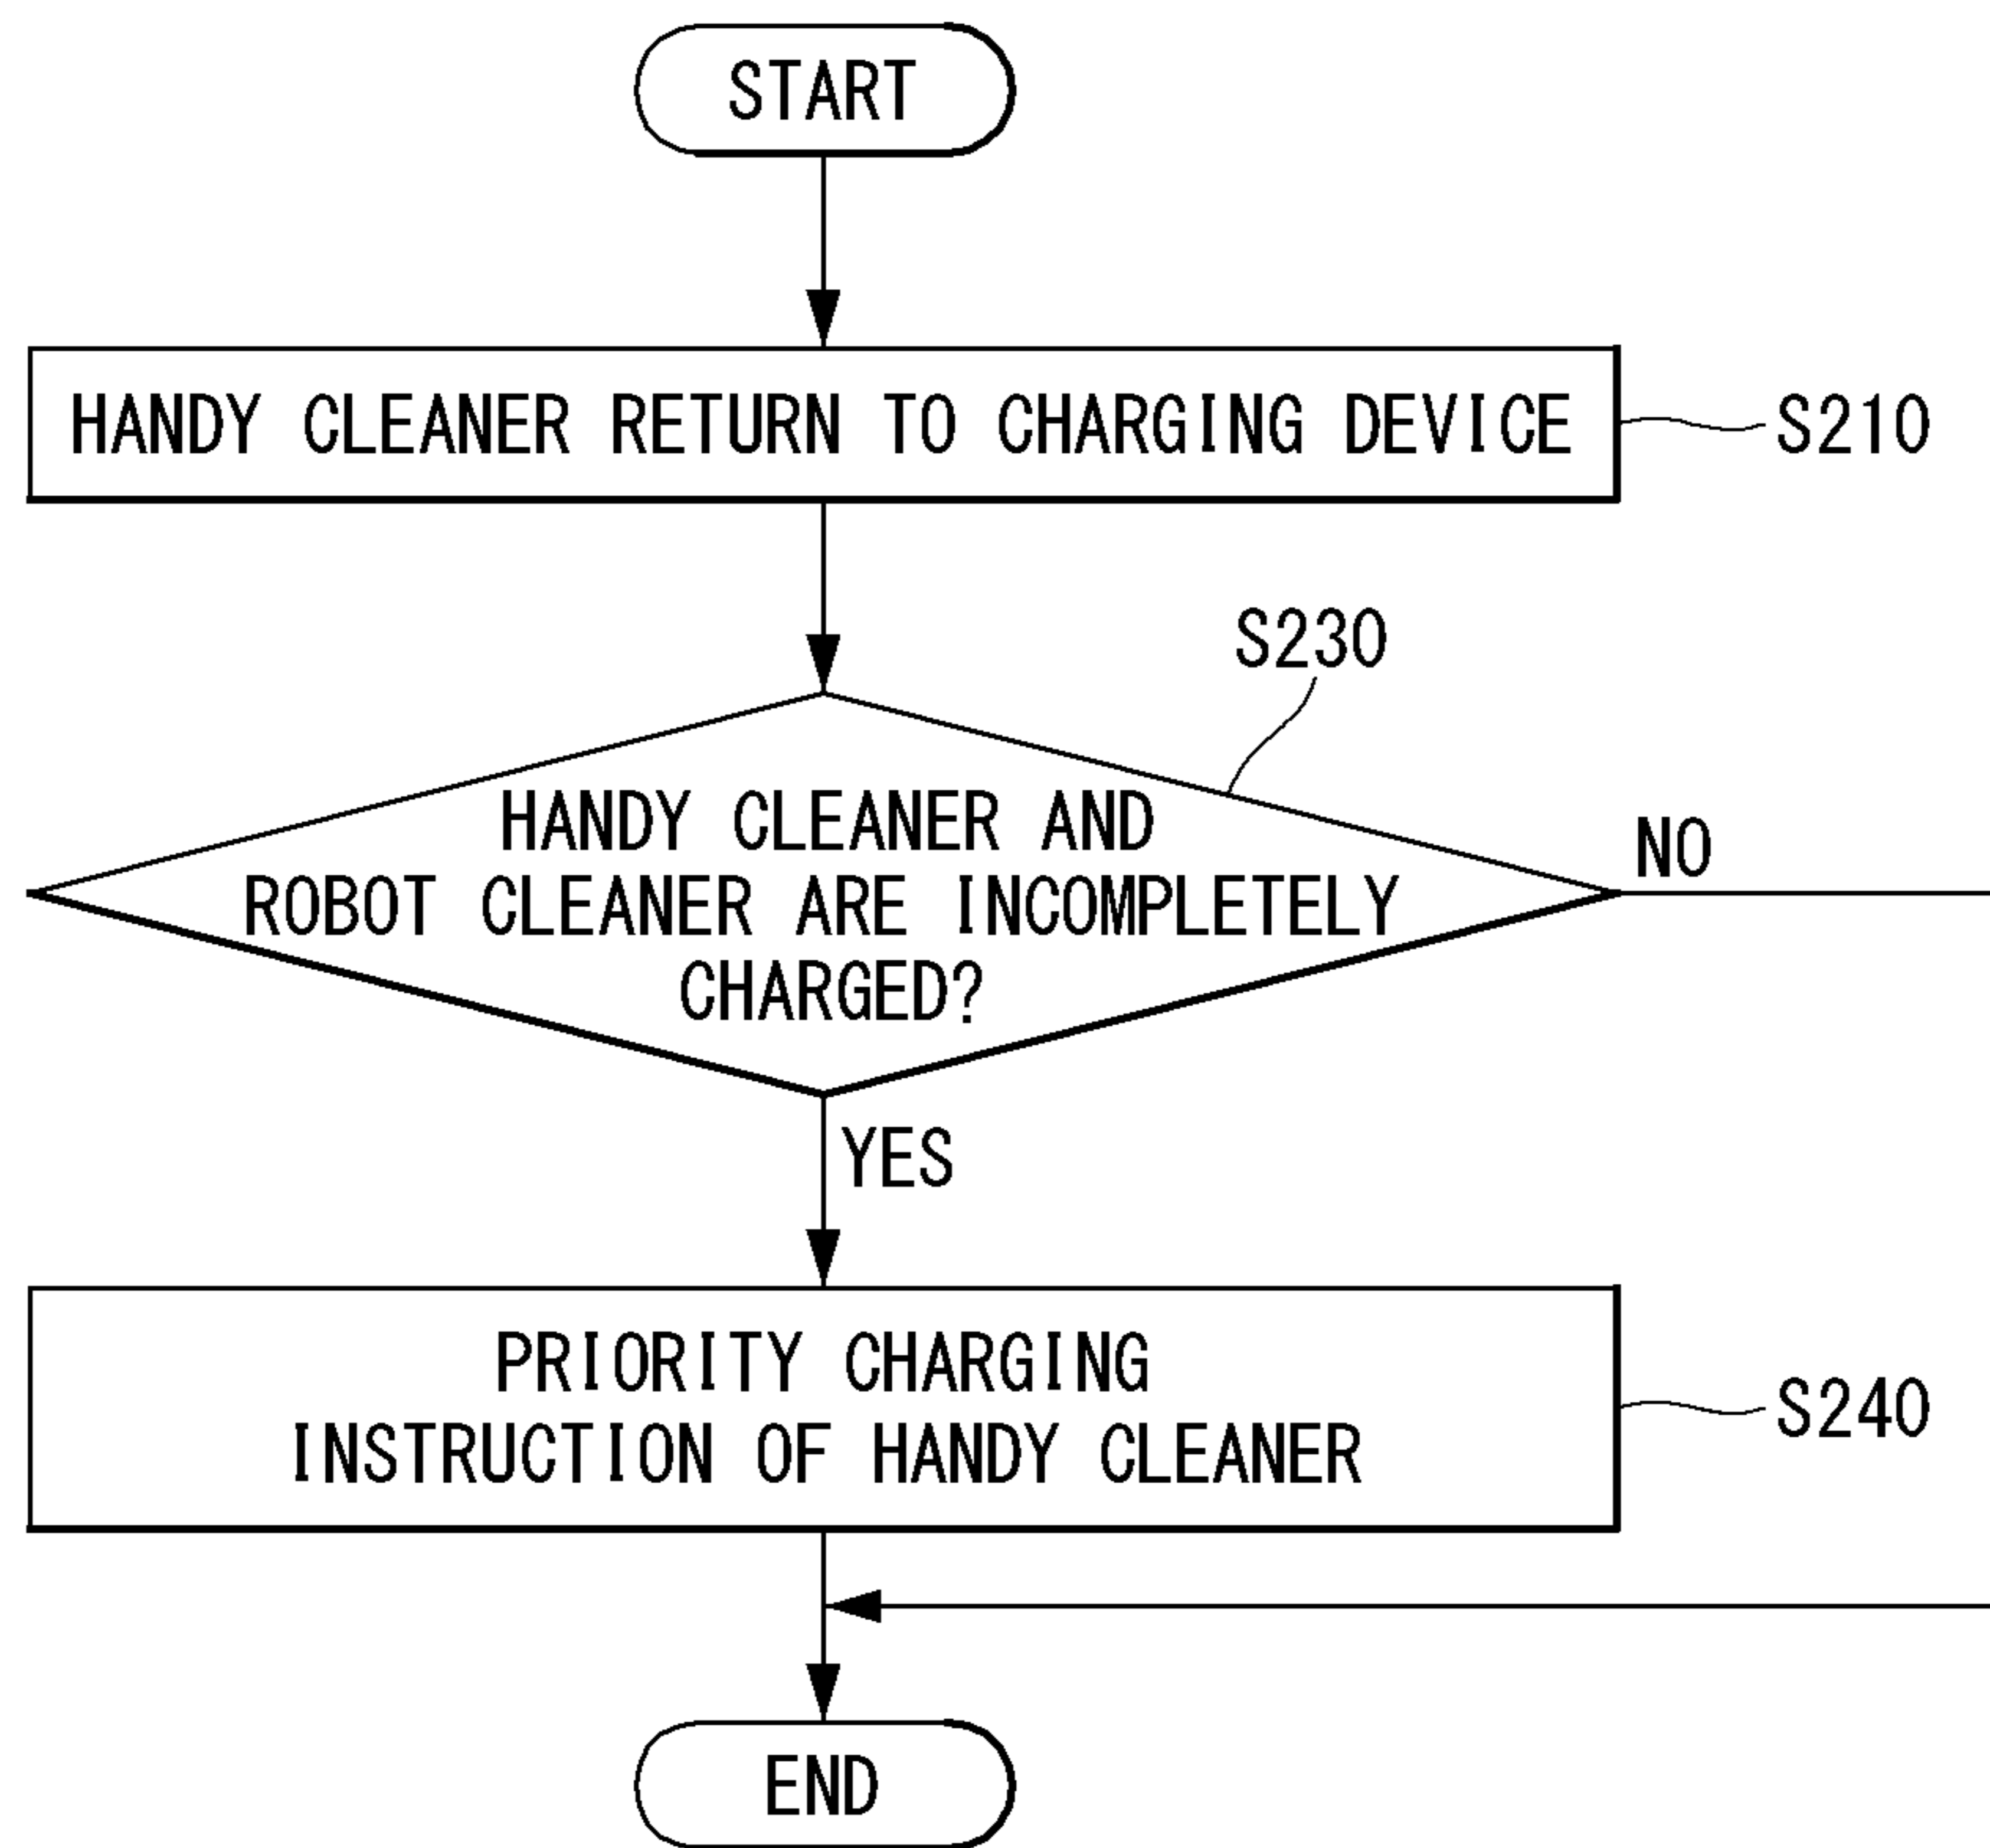 START
HANDY CLEANER RETURN TO CHARGING DEVICE
S210
S230
HANDY CLEANER AND
ROBOT CLEANER ARE INCOMPLETELY
CHARGED?
NO
YES
PRIORITY CHARGING
INSTRUCTION OF HANDY CLEANER
S240
END